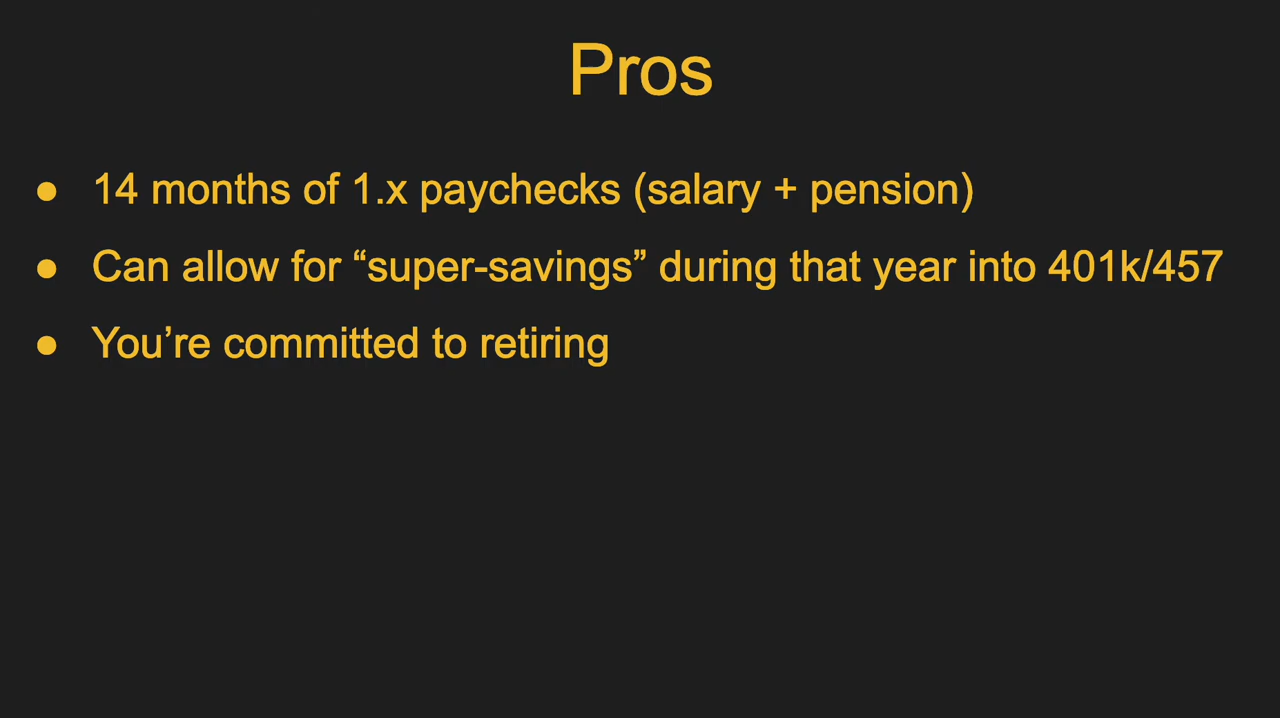 Pros
● 14 months of 1.x paychecks (salary + pension)
● Can allow for “super-savings” during that year into 401k/457
● You’re committed to retiring